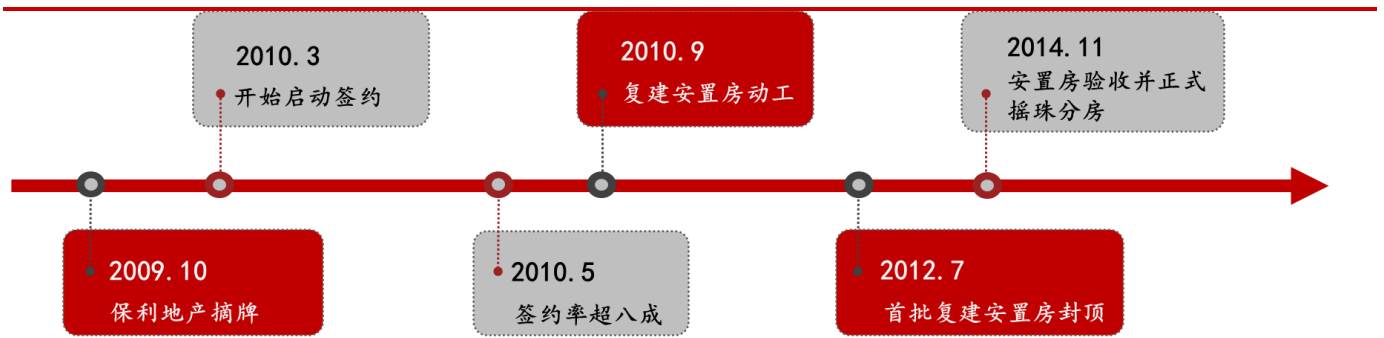 2010.3
开始启动签约
2010.9
复建安置房动工
2014.11
安置房验收并正式
摇珠分房
2009.10
保利地产摘牌
2010.5
签约率超八成
2012.7
首批复建安置房封顶